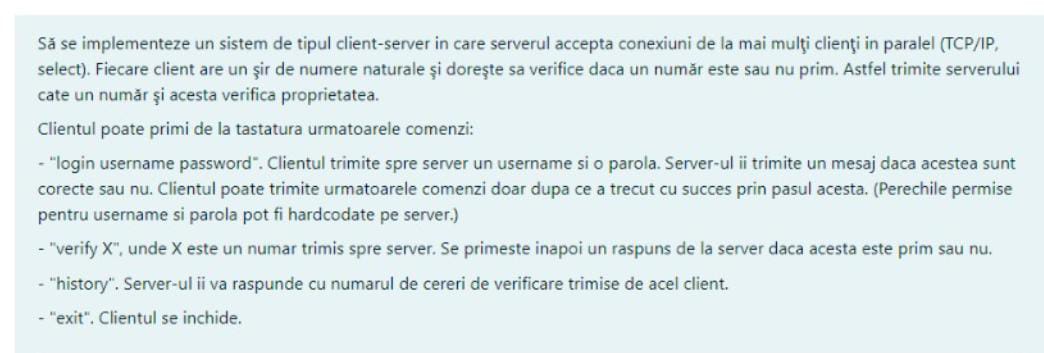 Să se implementeze un sistem de tipul client-server in care serverul accepta conexiuni de la mai mulţi clienţi in paralel (TCP/IP,
select). Fiecare client are un şir de numere naturale şi doreşte sa verifice daca un număr este sau nu prim. Astfel trimite serverului
cate un număr şi acesta verifica proprietatea.
Clientul poate primi de la tastatura urmatoarele comenzi:
- "login username password". Clientul trimite spre server un username si o parola. Server-ul ii trimite un mesaj daca acestea sunt
corecte sau nu. Clientul poate trimite urmatoarele comenzi doar dupa ce a trecut cu succes prin pasul acesta. (Perechile permise
pentru username si parola pot fi hardcodate pe server.)
- "verify X", unde X este un numar trimis spre server. Se primeste inapoi un raspuns de la server daca acesta este prim sau nu.
- "history". Server-ul ii va raspunde cu numarul de cereri de verificare trimise de acel client.
- "exit". Clientul se inchide.